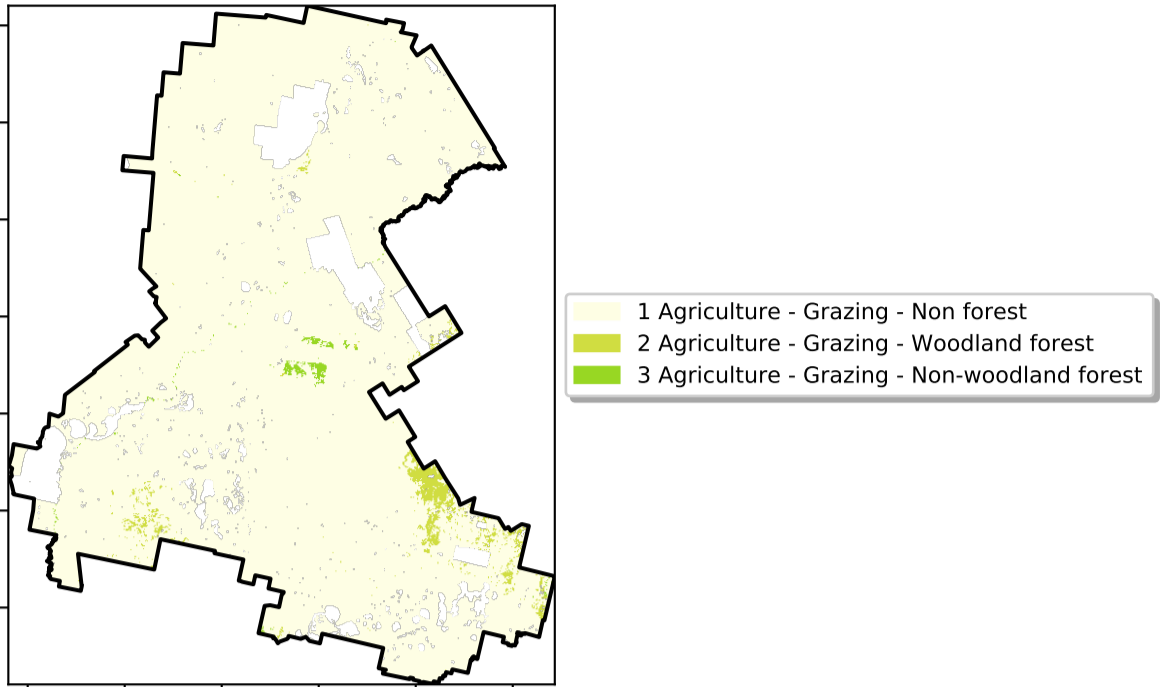 1 Agriculture - Grazing - Non forest
2 Agriculture - Grazing - Woodland forest
3 Agriculture - Grazing - Non-woodland forest